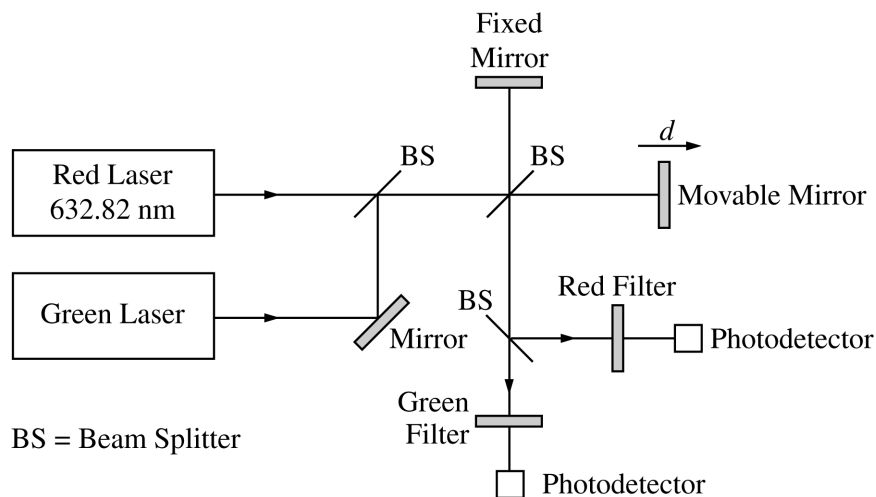 Fixed
Mirror
BS
BS
d
Red Laser
632.82 nm
Movable Mirror
Green Laser
BS
Red Filter
Mirror
Photodetector
Green
Filter
BS = Beam Splitter
Photodetector